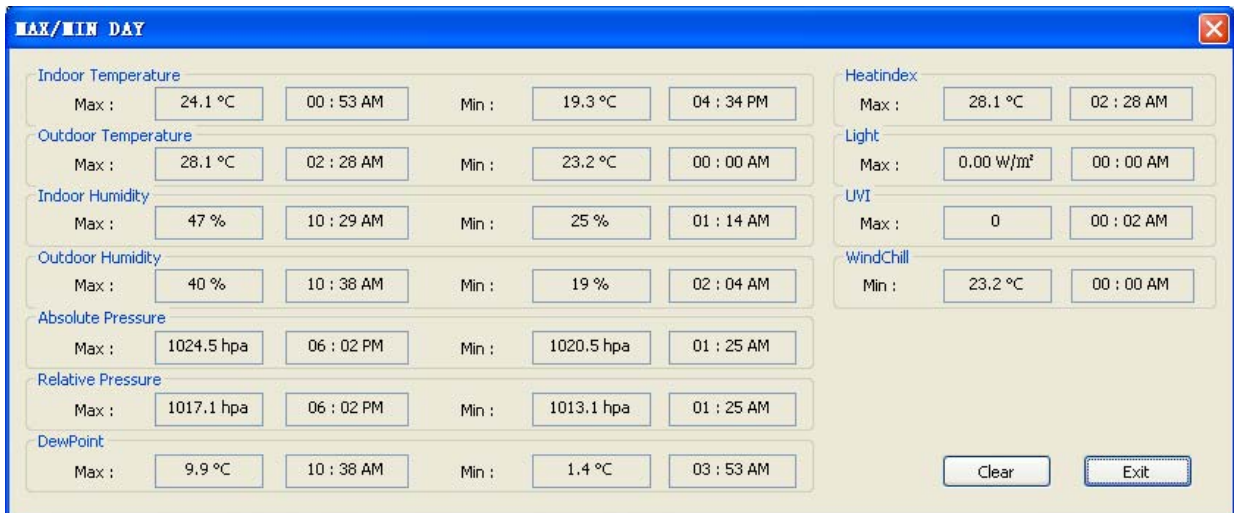 MAX/MIN DAY
Indoor Temperature
Max : 24.1 °C 00 : 53 AM Min : 19.3 °C 04 : 34 PM
Outdoor Temperature
Max : 28.1 °C 02 : 28 AM Min : 23.2 °C 00 : 00 AM
Indoor Humidity
Max : 47 % 10 : 29 AM Min : 25 % 01 : 14 AM
Outdoor Humidity
Max : 40 % 10 : 38 AM Min : 19 % 02 : 04 AM
Absolute Pressure
Max : 1024.5 hpa 06 : 02 PM Min : 1020.5 hpa 01 : 25 AM
Relative Pressure
Max : 1017.1 hpa 06 : 02 PM Min : 1013.1 hpa 01 : 25 AM
DewPoint
Max : 9.9 °C 10 : 38 AM Min : 1.4 °C 03 : 53 AM
Heatindex
Max : 28.1 °C 02 : 28 AM
Light
Max : 0.00 W/m² 00 : 00 AM
UVI
Max : 0 00 : 02 AM
WindChill
Min : 23.2 °C 00 : 00 AM
Clear Exit